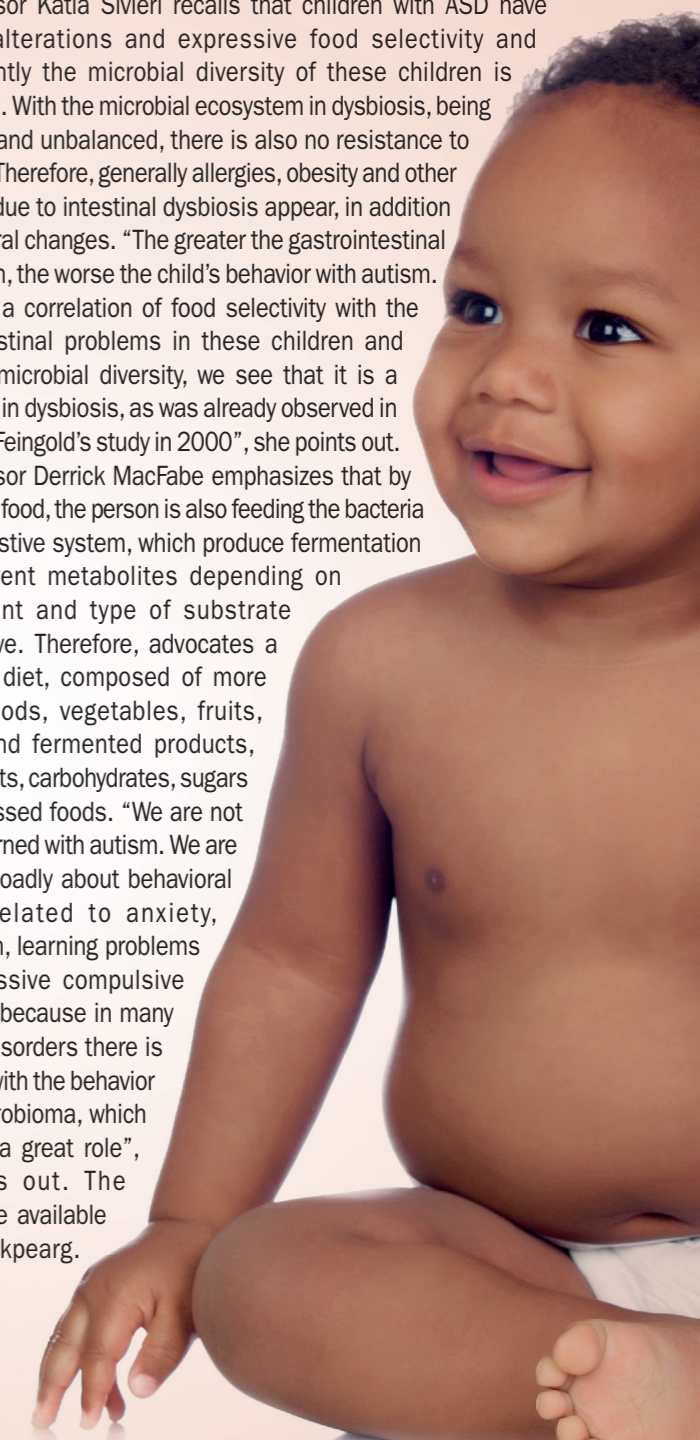 sor Katia Sivieri recalls that children with ASD have
alterations and expressive food selectivity and
ntly the microbial diversity of these children is
. With the microbial ecosystem in dysbiosis, being
and unbalanced, there is also no resistance to
Therefore, generally allergies, obesity and other
due to intestinal dysbiosis appear, in addition
ral changes. “The greater the gastrointestinal
n, the worse the child’s behavior with autism.
a correlation of food selectivity with the
stinal problems in these children and
microbial diversity, we see that it is a
in dysbiosis, as was already observed in
Feingold’s study in 2000”, she points out.
sor Derrick MacFabe emphasizes that by
food, the person is also feeding the bacteria
stive system, which produce fermentation
rent metabolites depending on
nt and type of substrate
ve. Therefore, advocates a
diet, composed of more
ods, vegetables, fruits,
nd fermented products,
ts, carbohydrates, sugars
ssed foods. “We are not
rned with autism. We are
oadly about behavioral
elated to anxiety,
n, learning problems
ssive compulsive
because in many
sorders there is
with the behavior
robioma, which
a great role”,
s out. The
e available
kpearg.